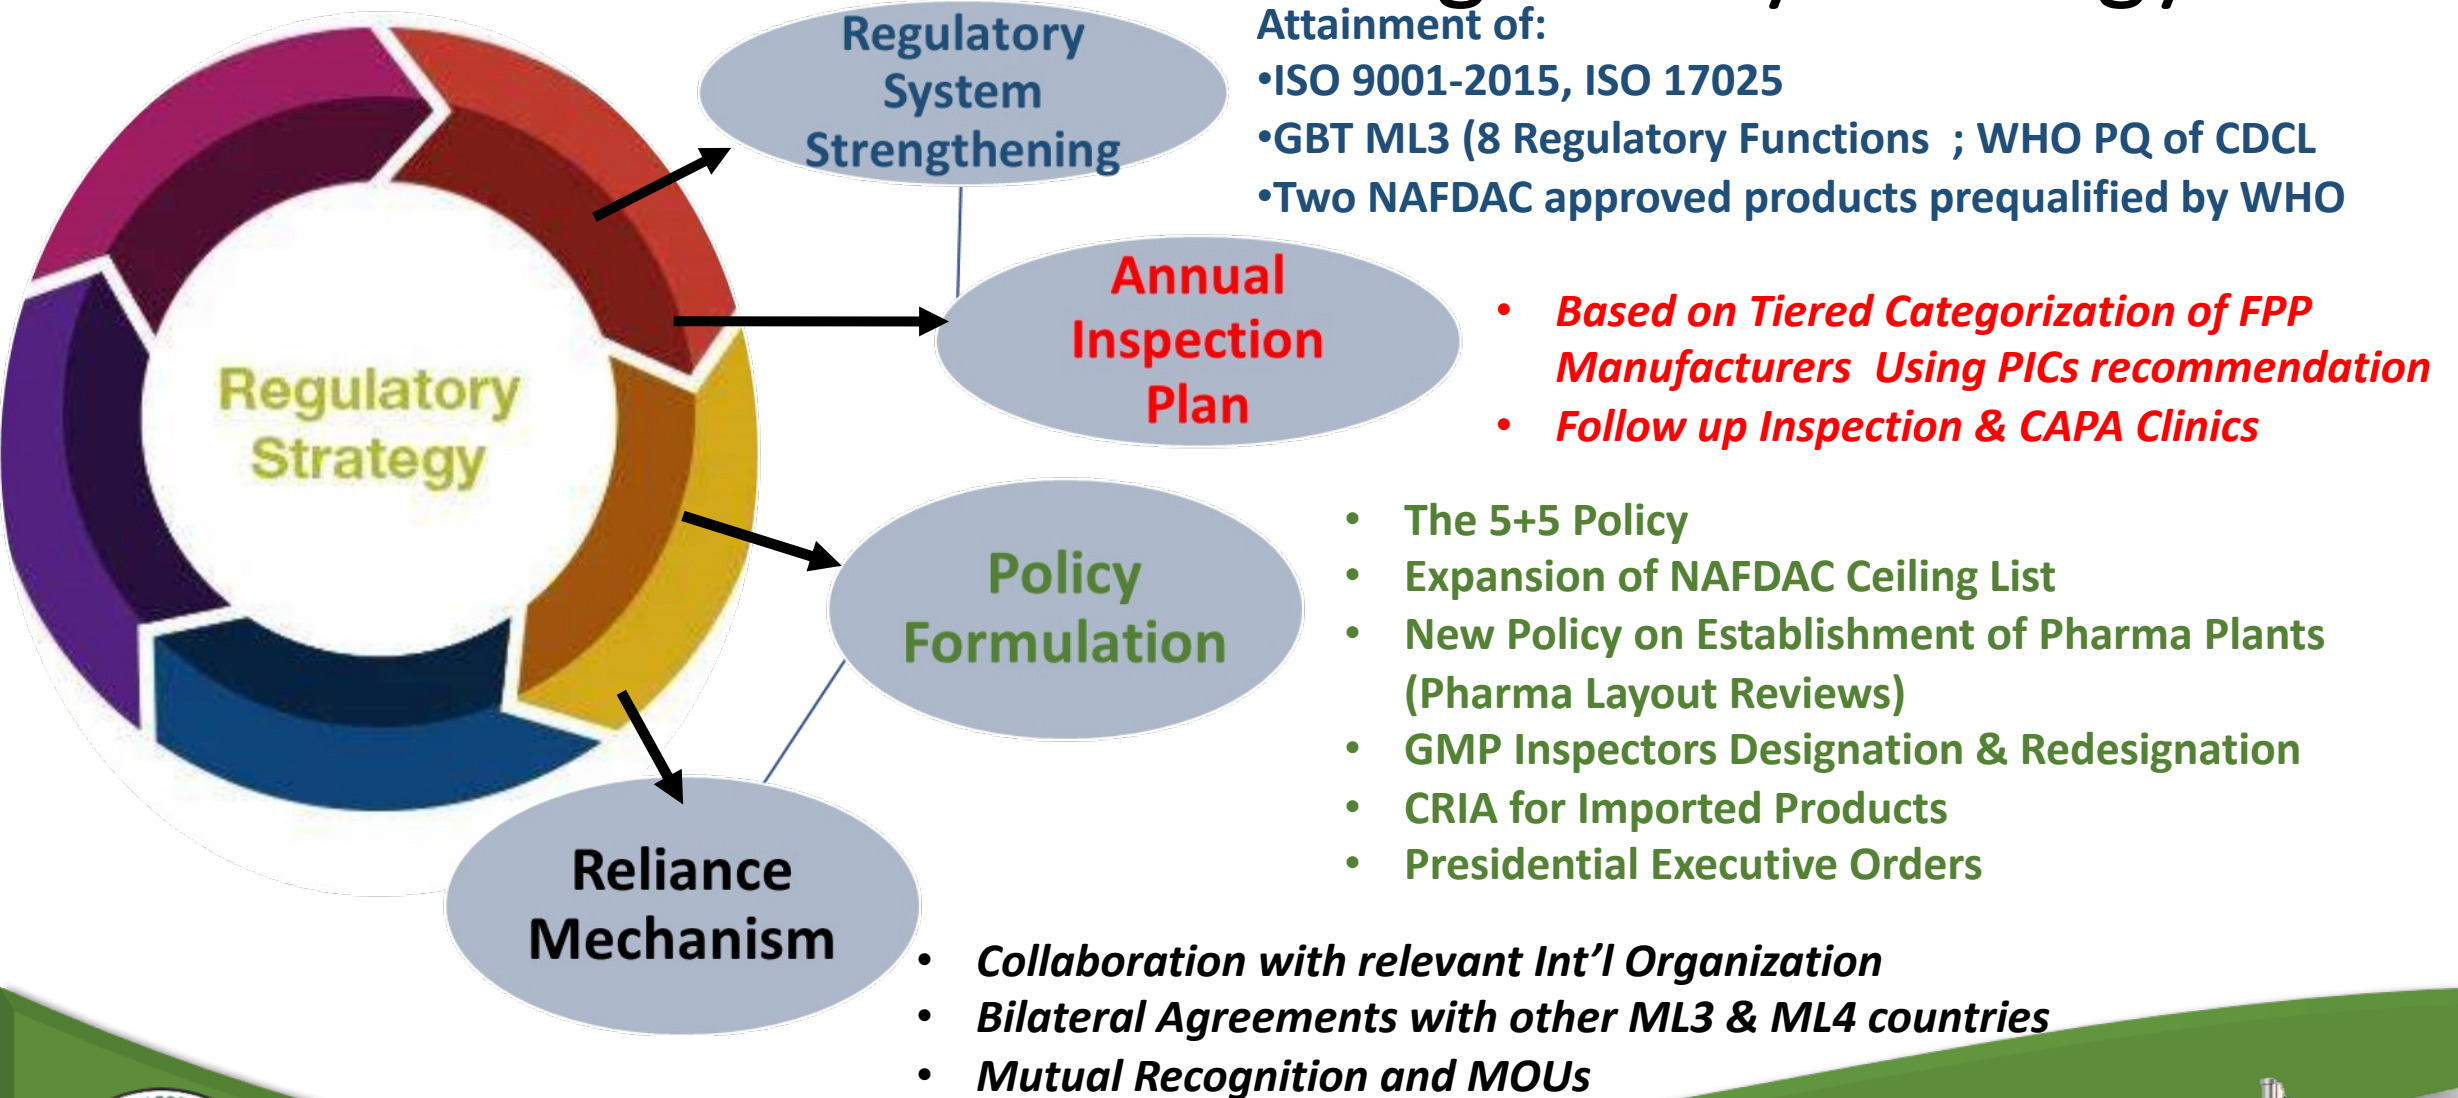 Regulatory
System
Strengthening
Attainment of:
•ISO 9001-2015, ISO 17025
•GBT ML3 (8 Regulatory Functions ; WHO PQ of CDCL
•Two NAFDAC approved products prequalified by WHO
Annual
Inspection
Plan
• Based on Tiered Categorization of FPP
Manufacturers Using PICs recommendation
• Follow up Inspection & CAPA Clinics
Regulatory
Strategy
Policy
Formulation
• The 5+5 Policy
• Expansion of NAFDAC Ceiling List
• New Policy on Establishment of Pharma Plants
(Pharma Layout Reviews)
• GMP Inspectors Designation & Redesignation
• CRIA for Imported Products
• Presidential Executive Orders
Reliance
Mechanism
• Collaboration with relevant Int’l Organization
• Bilateral Agreements with other ML3 & ML4 countries
• Mutual Recognition and MOUs